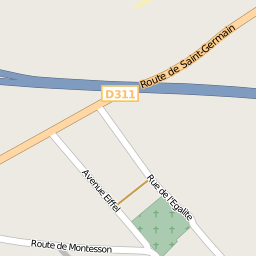 Route de Saint-Germain
D311
Avenue Eiffel
Rue de l'Egalite
Route de Montesson